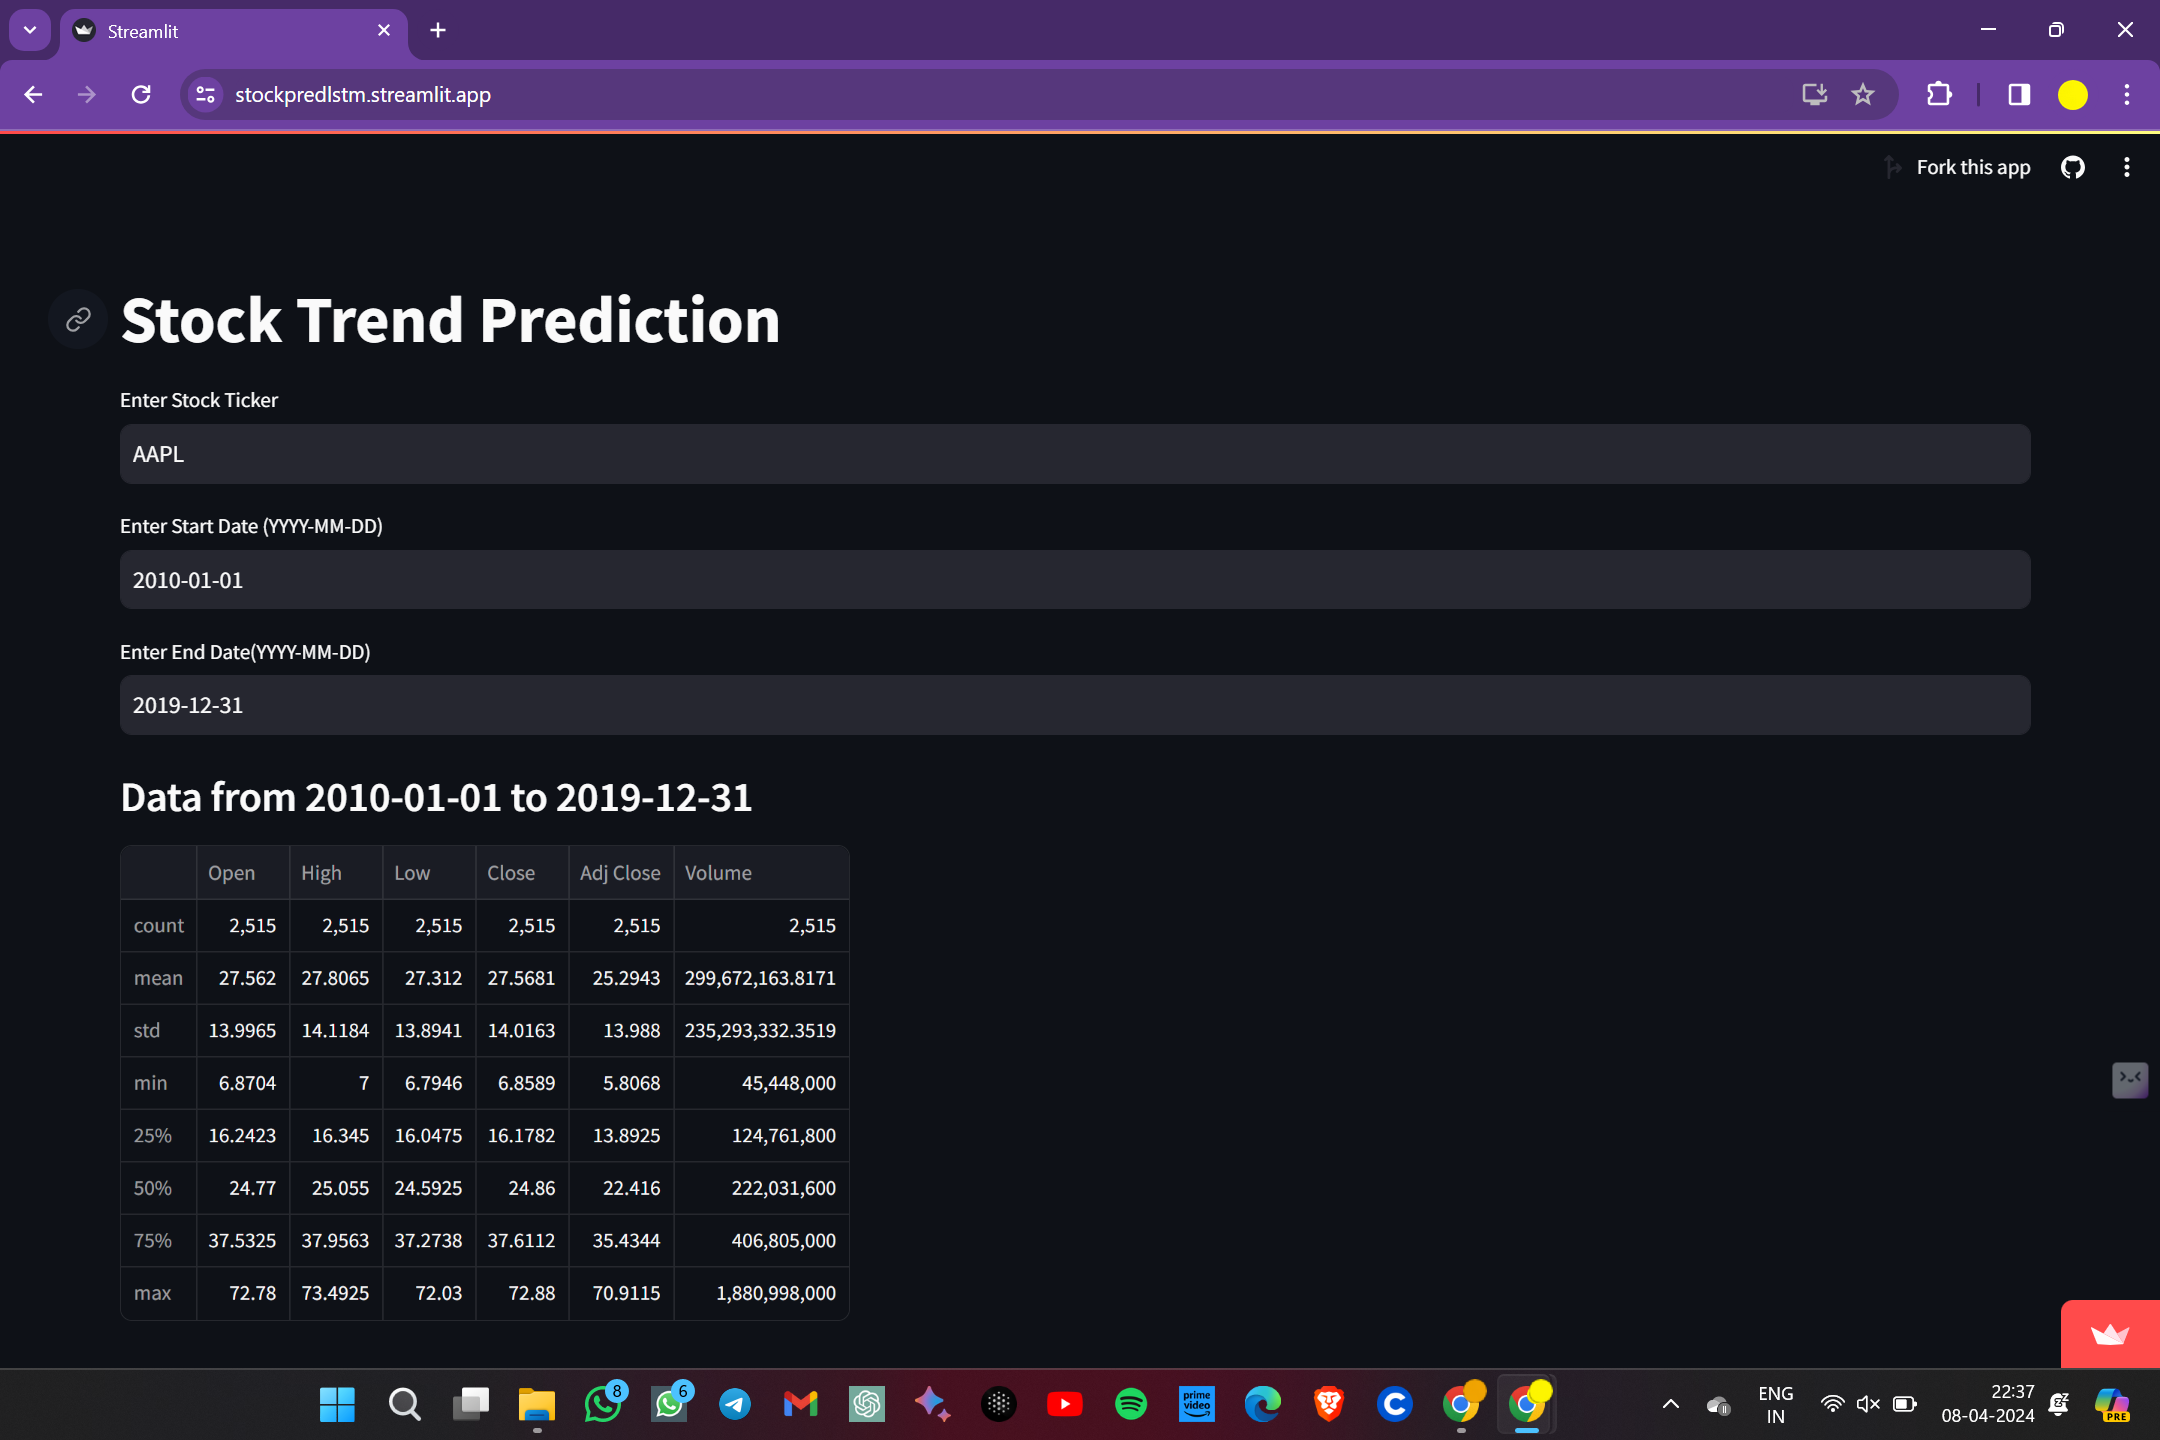 Streamlit
stockpredlstm.streamlit.app
Fork this app
Stock Trend Prediction
Enter Stock Ticker
AAPL
Enter Start Date (YYYY-MM-DD)
2010-01-01
Enter End Date(YYYY-MM-DD)
2019-12-31
Data from 2010-01-01 to 2019-12-31
Open High Low Close Adj Close Volume
count 2,515 2,515 2,515 2,515 2,515 2,515
mean 27.562 27.8065 27.312 27.5681 25.2943 299,672,163.8171
std 13.9965 14.1184 13.8941 14.0163 13.988 235,293,332.3519
min 6.8704 7 6.7946 6.8589 5.8068 45,448,000
25% 16.2423 16.345 16.0475 16.1782 13.8925 124,761,800
50% 24.77 25.055 24.5925 24.86 22.416 222,031,600
75% 37.5325 37.9563 37.2738 37.6112 35.4344 406,805,000
max 72.78 73.4925 72.03 72.88 70.9115 1,880,998,000
8
6
prime
video
ENG
IN
22:37
08-04-2024
PRE